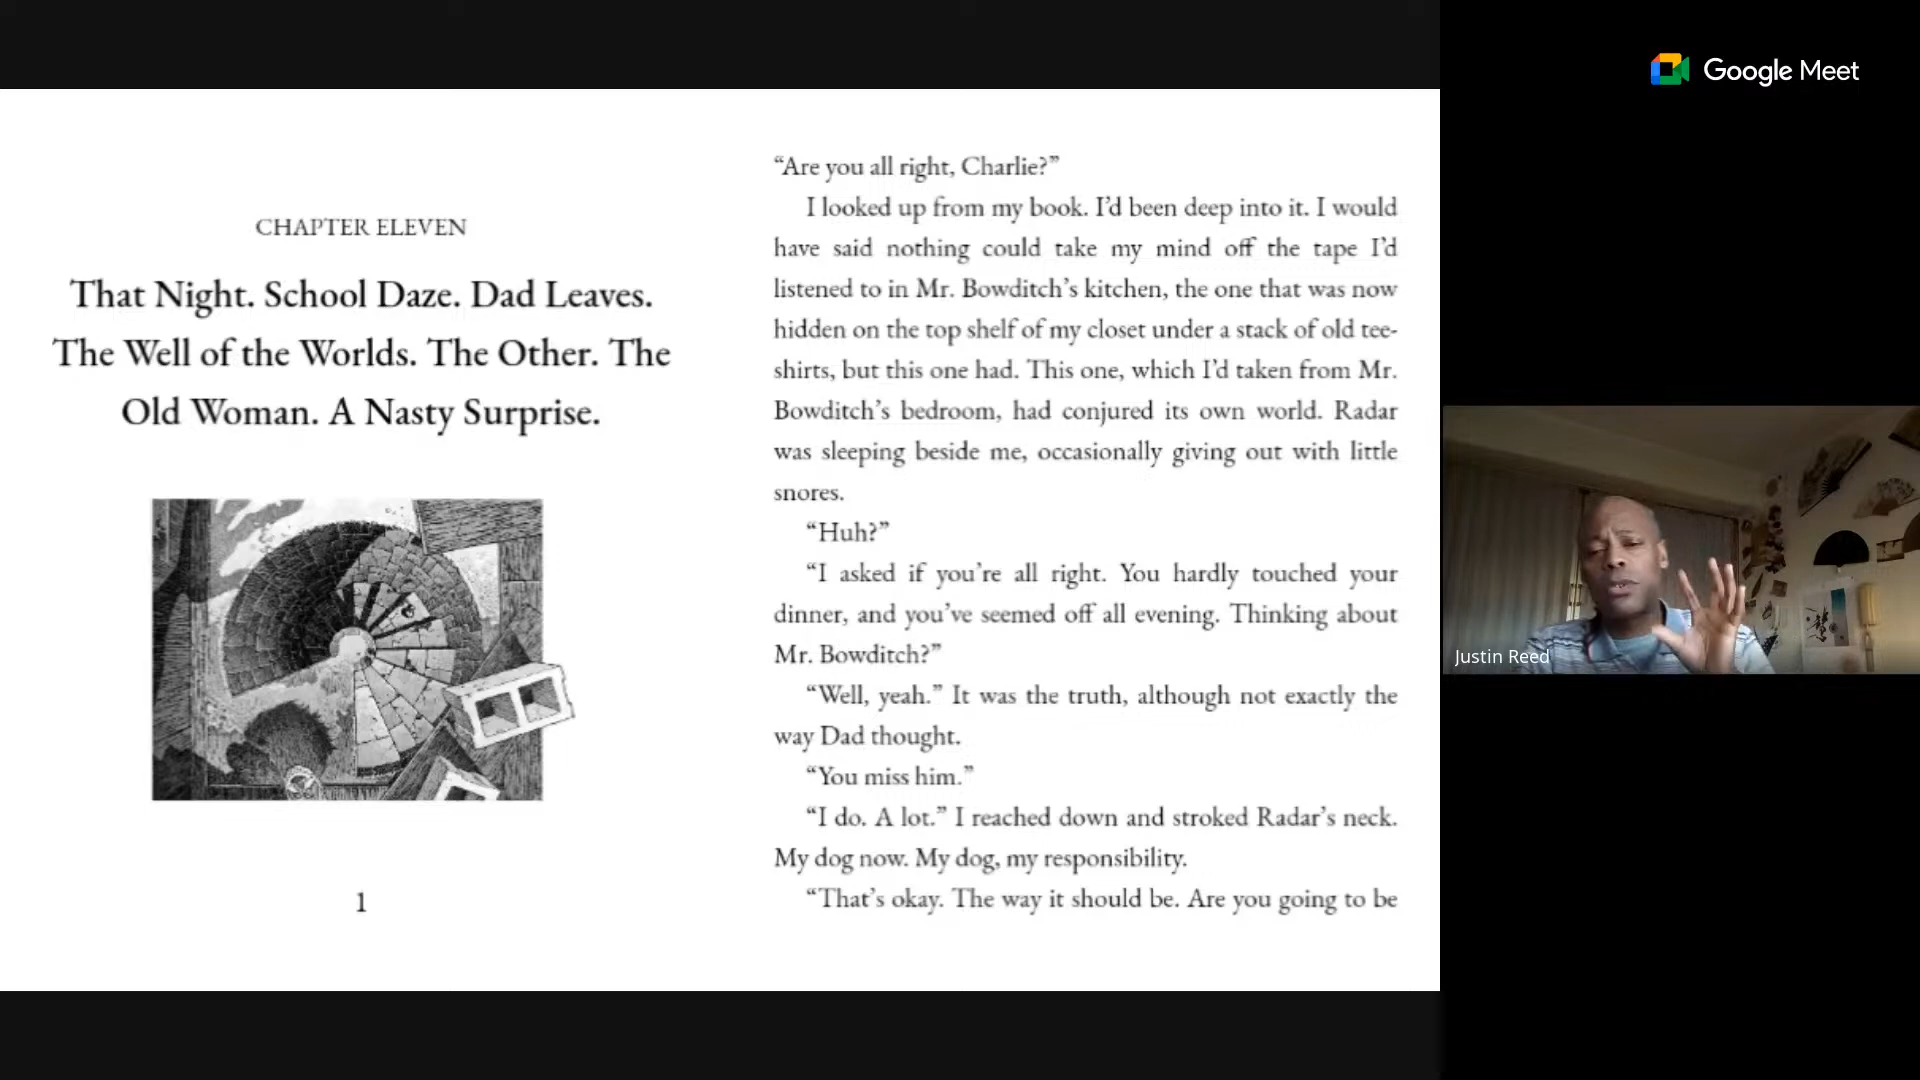 CHAPTER ELEVEN
That Night. School Daze. Dad Leaves.
The Well of the Worlds. The Other. The
Old Woman. A Nasty Surprise.
1
“Are you all right, Charlie?”
I looked up from my book. I’d been deep into it. I would
have said nothing could take my mind off the tape I’d
listened to in Mr. Bowditch’s kitchen, the one that was now
hidden on the top shelf of my closet under a stack of old tee-
shirts, but this one had. This one, which I’d taken from Mr.
Bowditch’s bedroom, had conjured its own world. Radar
was sleeping beside me, occasionally giving out with little
snores.
“Huh?”
“I asked if you’re all right. You hardly touched your
dinner, and you’ve seemed off all evening. Thinking about
Mr. Bowditch?”
“Well, yeah.” It was the truth, although not exactly the
way Dad thought.
“You miss him.”
“I do. A lot.” I reached down and stroked Radar’s neck.
My dog now. My dog, my responsibility.
“That’s okay. The way it should be. Are you going to be
Google Meet
Justin Reed